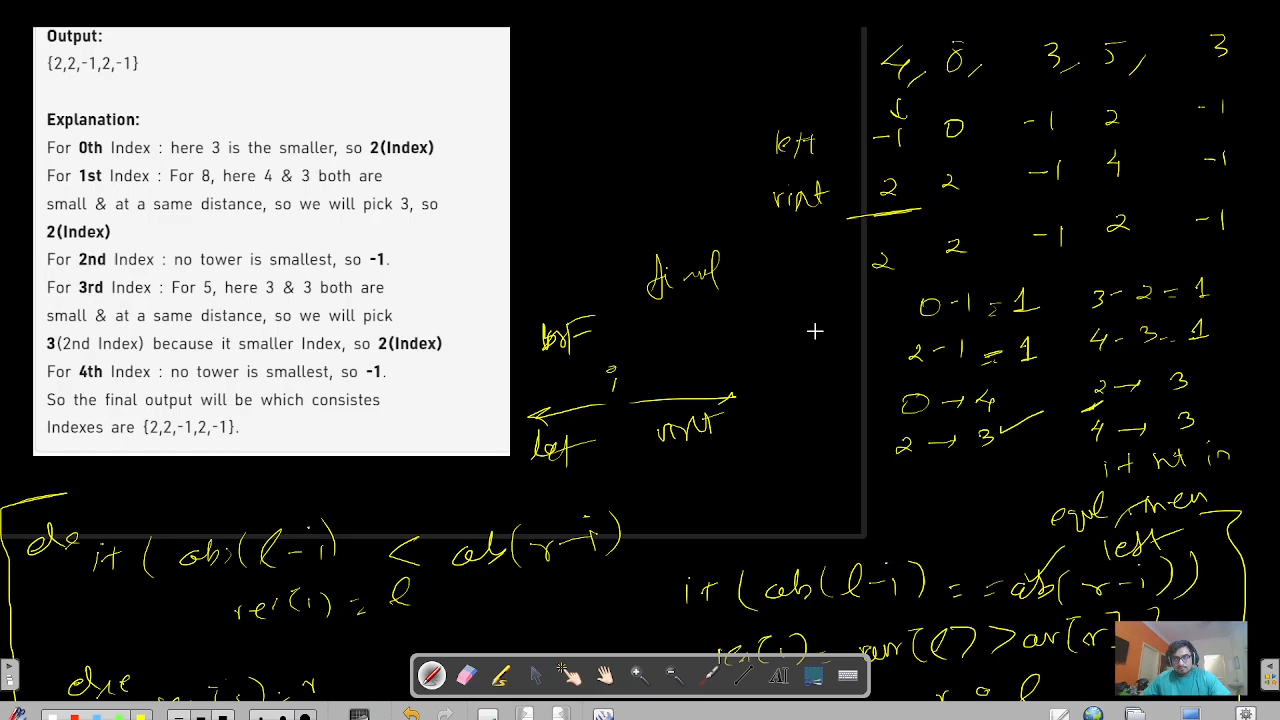 Output:
{2,2,-1,2,-1}
Explanation:
For 0th Index : here 3 is the smaller, so 2(Index)
For 1st Index : For 8, here 4 & 3 both are
small & at a same distance, so we will pick 3, so
2(Index)
For 2nd Index : no tower is smallest, so -1.
For 3rd Index : For 5, here 3 & 3 both are
small & at a same distance, so we will pick
3(2nd Index) because it smaller Index, so 2(Index)
For 4th Index : no tower is smallest, so -1.
So the final output will be which consistes
Indexes are {2,2,-1,2,-1}.
4, 8, 3, 5, 3
left -1 0 -1 2 -1
right 2 2 -1 4 -1
2 2 -1 2 -1
final
i
left right
0-1 = 1
2-1 = 1
0 → 4
2 → 3
3-2 = 1
4-3 = 1
2 → 3
4 → 3
equal then
left
else if ( abs(l-i) < abs(r-i)
res[i] = l
else
if (abs(l-i) == abs(r-i))
res[i] = arr[l] > arr[r] ?
r : l